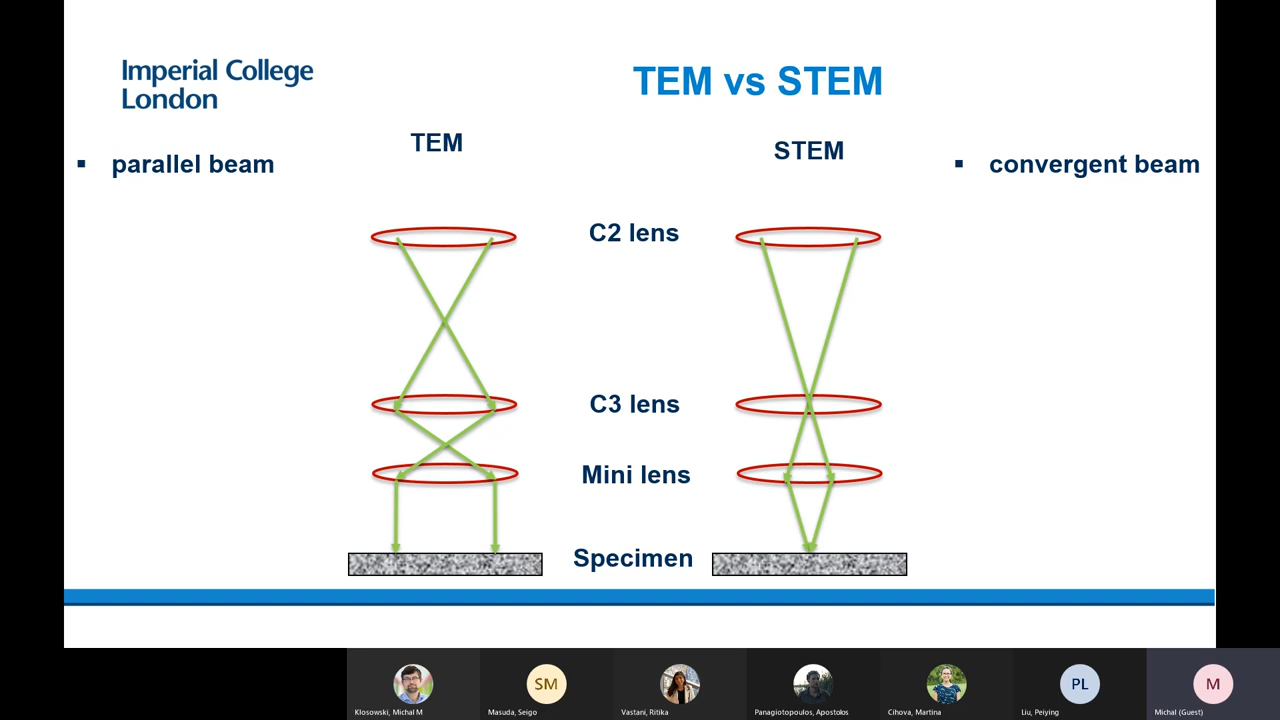 Imperial College
London
TEM vs STEM
TEM
STEM
▪ parallel beam
▪ convergent beam
C2 lens
C3 lens
Mini lens
Specimen
SM
PL
M
Klosowski, Michal M
Masuda, Seigo
Vastani, Ritika
Panagiotopoulos, Apostolos
Cihova, Martina
Liu, Peiying
Michal (Guest)